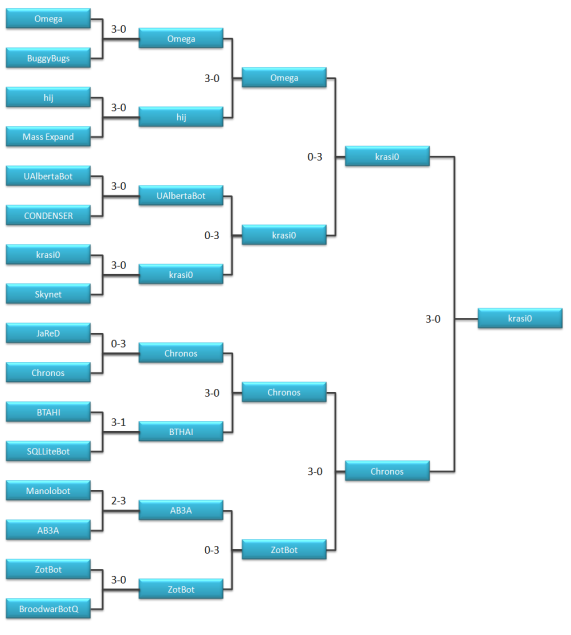 Omega
3-0
BuggyBugs
Omega
hij
3-0
Mass Expand
hij
3-0
Omega
UAlbertaBot
3-0
CONDENSER
UAlbertaBot
krasi0
3-0
Skynet
krasi0
0-3
krasi0
0-3
krasi0
JaReD
0-3
Chronos
Chronos
BTAHI
3-1
SQLLiteBot
BTHAI
3-0
Chronos
Manolobot
2-3
AB3A
AB3A
ZotBot
3-0
BroodwarBotQ
ZotBot
0-3
ZotBot
3-0
Chronos
3-0
krasi0